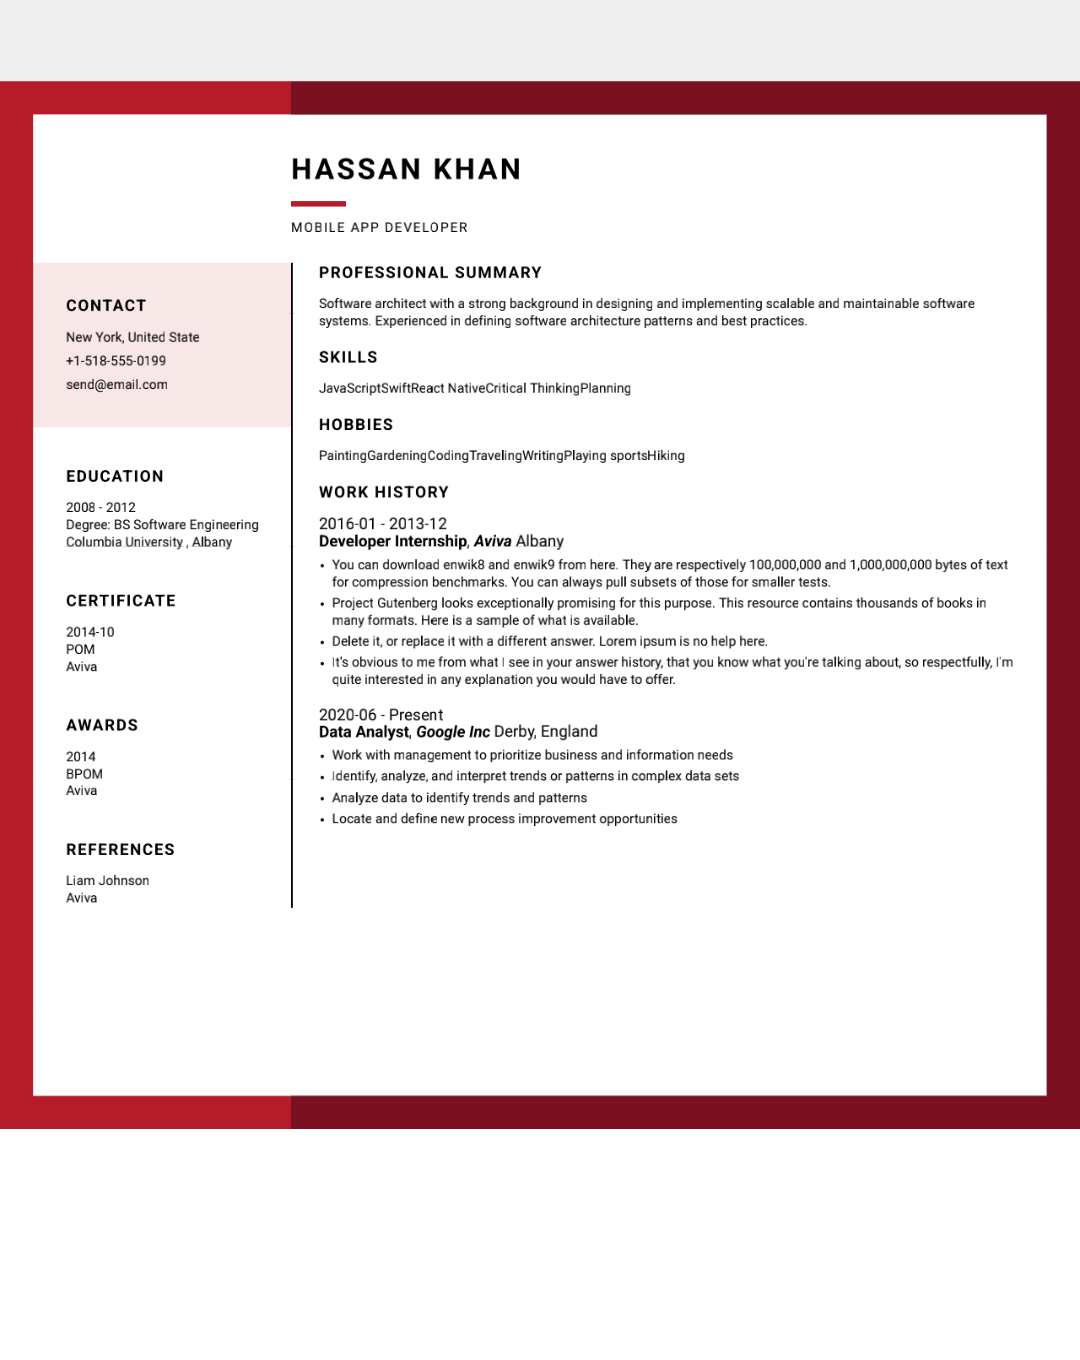 HASSAN KHAN
MOBILE APP DEVELOPER
CONTACT
New York, United State
+1-518-555-0199
send@email.com
EDUCATION
2008 - 2012
Degree: BS Software Engineering
Columbia University , Albany
CERTIFICATE
2014-10
POM
Aviva
AWARDS
2014
BPOM
Aviva
REFERENCES
Liam Johnson
Aviva
PROFESSIONAL SUMMARY
Software architect with a strong background in designing and implementing scalable and maintainable software
systems. Experienced in defining software architecture patterns and best practices.
SKILLS
JavaScriptSwiftReact NativeCritical ThinkingPlanning
HOBBIES
PaintingGardeningCodingTravelingWritingPlaying sportsHiking
WORK HISTORY
2016-01 - 2013-12
Developer Internship, Aviva Albany
• You can download enwik8 and enwik9 from here. They are respectively 100,000,000 and 1,000,000,000 bytes of text
for compression benchmarks. You can always pull subsets of those for smaller tests.
• Project Gutenberg looks exceptionally promising for this purpose. This resource contains thousands of books in
many formats. Here is a sample of what is available.
• Delete it, or replace it with a different answer. Lorem ipsum is no help here.
• It's obvious to me from what I see in your answer history, that you know what you're talking about, so respectfully, I'm
quite interested in any explanation you would have to offer.
2020-06 - Present
Data Analyst, Google Inc Derby, England
• Work with management to prioritize business and information needs
• Identify, analyze, and interpret trends or patterns in complex data sets
• Analyze data to identify trends and patterns
• Locate and define new process improvement opportunities